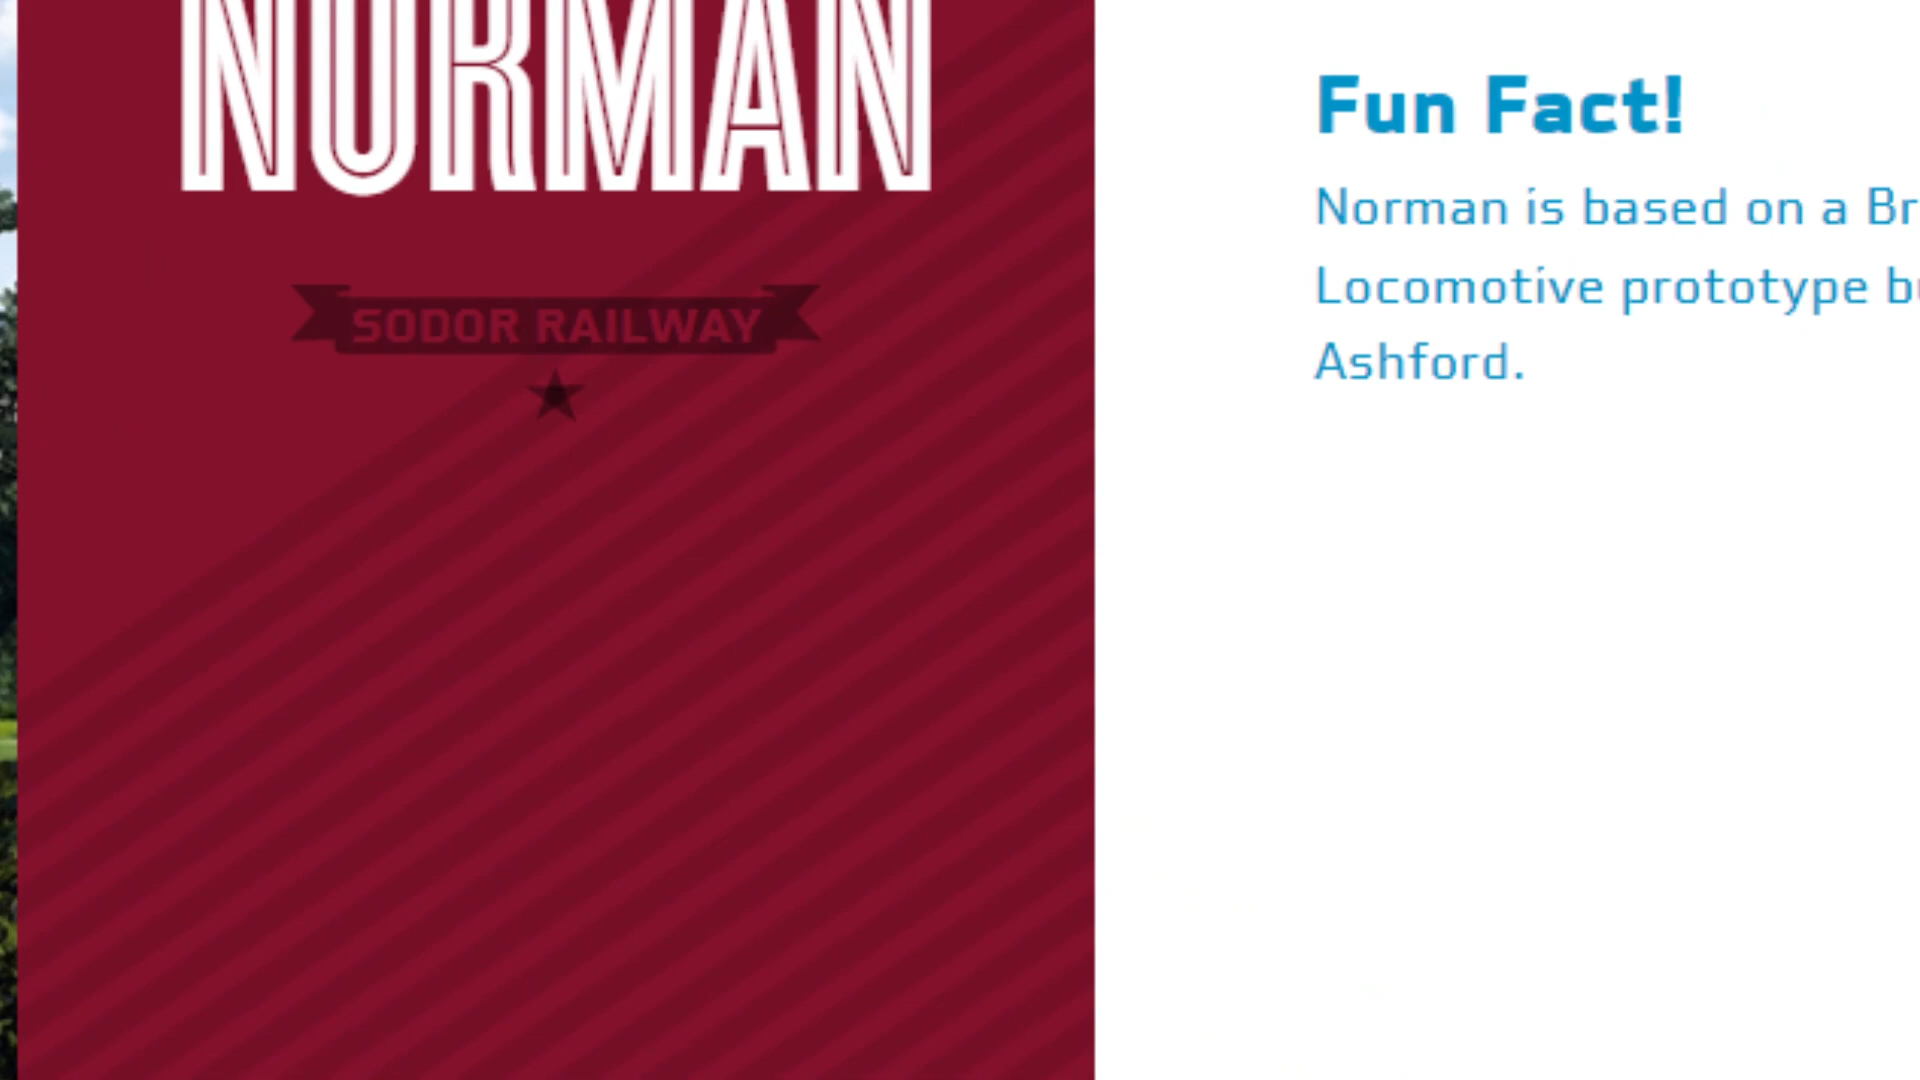 NORMAN
SODOR RAILWAY
Fun Fact!
Norman is based on a
Locomotive prototype
Ashford.